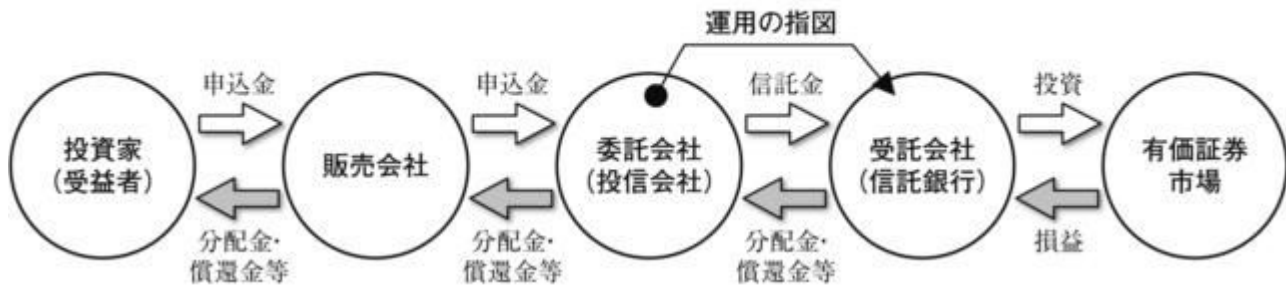 運用の指図
申込金
申込金
信託金
投資
投資家
(受益者)
販売会社
委託会社
(投信会社)
受託会社
(信託銀行)
有価証券
市場
分配金・
償還金等
分配金・
償還金等
分配金・
償還金等
損益